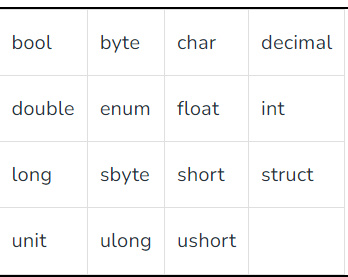 bool byte char decimal
double enum float int
long sbyte short struct
unit ulong ushort